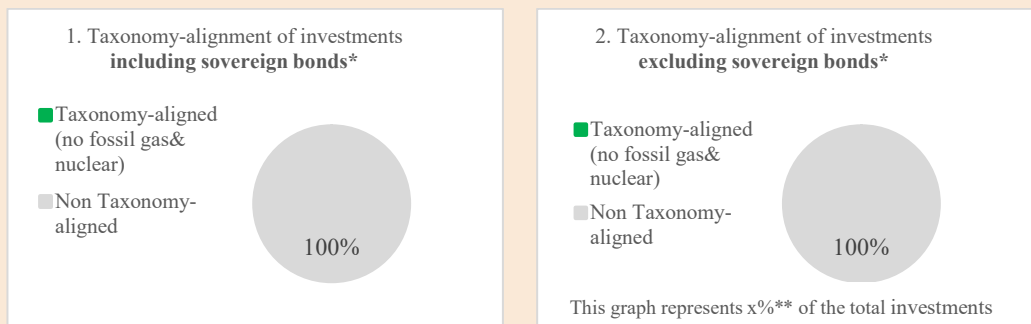 1. Taxonomy-alignment of investments
including sovereign bonds*
Taxonomy-aligned
(no fossil gas&
nuclear)
Non Taxonomy-
aligned
100%
2. Taxonomy-alignment of investments
excluding sovereign bonds*
Taxonomy-aligned
(no fossil gas&
nuclear)
Non Taxonomy-
aligned
100%
This graph represents x%** of the total investments